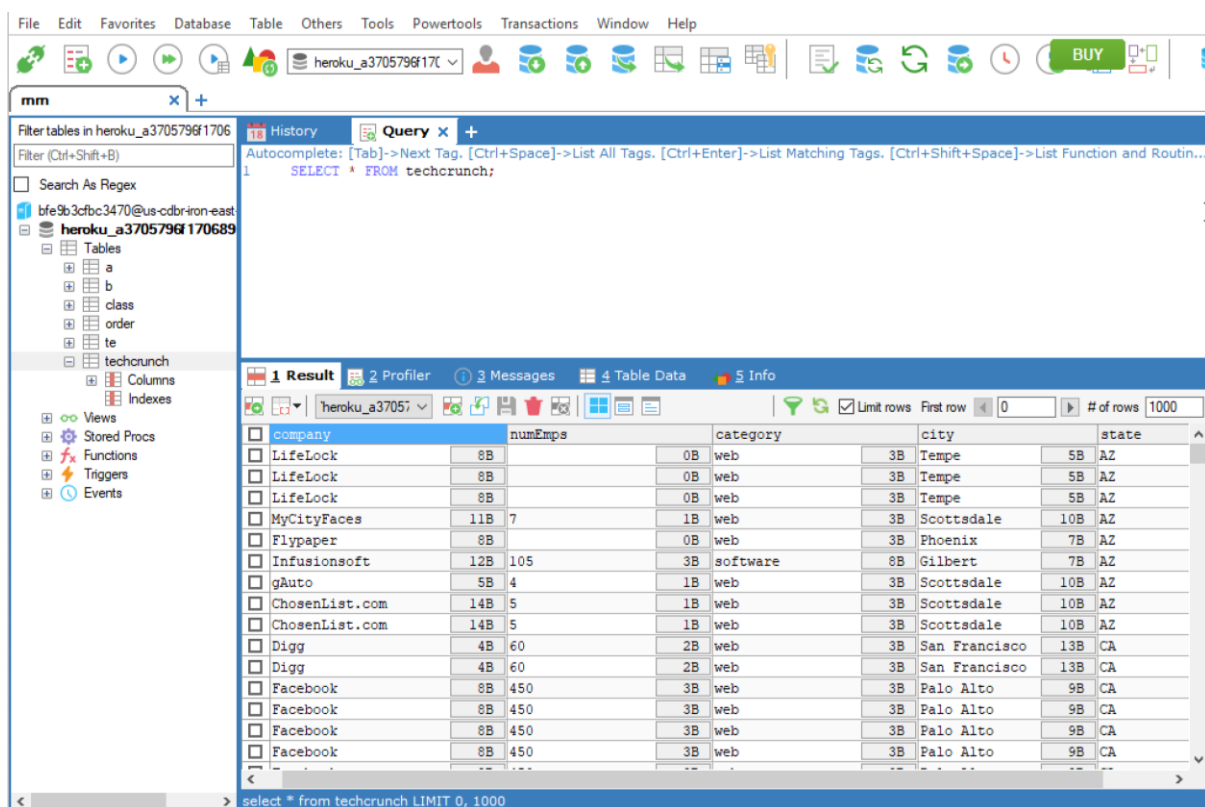 File Edit Favorites Database Table Others Tools Powertools Transactions Window Help
heroku_a3705796f17( BUY
mm
Filter tables in heroku_a3705796f1706
Filter (Ctrl+Shift+B)
Search As Regex
bfe9b3cfbc3470@us-cdbr-iron-east-
heroku_a3705796f170689
Tables
a
b
class
order
te
techcrunch
Columns
Indexes
Views
Stored Procs
Functions
Triggers
Events
18 History Query
Autocomplete: [Tab]->Next Tag. [Ctrl+Space]->List All Tags. [Ctrl+Enter]->List Matching Tags. [Ctrl+Shift+Space]->List Function and Routin...
1 SELECT * FROM techcrunch;
1 Result 2 Profiler 3 Messages 4 Table Data 5 Info
heroku_a3705; Limit rows First row 0 # of rows 1000
company numEmps category city state
LifeLock 8B 0B web 3B Tempe 5B AZ
LifeLock 8B 0B web 3B Tempe 5B AZ
LifeLock 8B 0B web 3B Tempe 5B AZ
MyCityFaces 11B 7 1B web 3B Scottsdale 10B AZ
Flypaper 8B 0B web 3B Phoenix 7B AZ
Infusionsoft 12B 105 3B software 8B Gilbert 7B AZ
gAuto 5B 4 1B web 3B Scottsdale 10B AZ
ChosenList.com 14B 5 1B web 3B Scottsdale 10B AZ
ChosenList.com 14B 5 1B web 3B Scottsdale 10B AZ
Digg 4B 60 2B web 3B San Francisco 13B CA
Digg 4B 60 2B web 3B San Francisco 13B CA
Facebook 8B 450 3B web 3B Palo Alto 9B CA
Facebook 8B 450 3B web 3B Palo Alto 9B CA
Facebook 8B 450 3B web 3B Palo Alto 9B CA
Facebook 8B 450 3B web 3B Palo Alto 9B CA
select * from techcrunch LIMIT 0, 1000